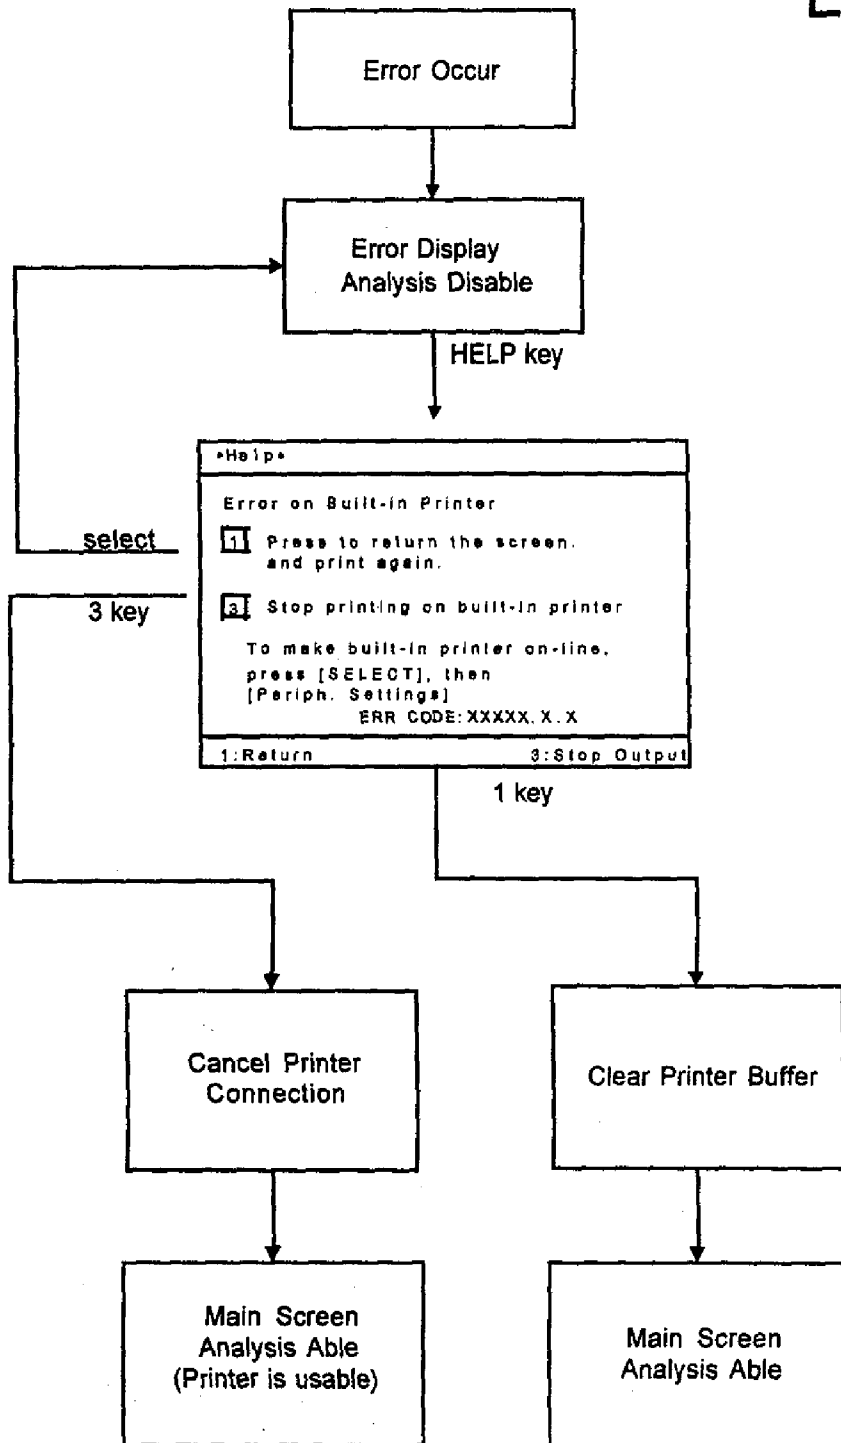 Error Occur
Error Display
Analysis Disable
HELP key
*Help*
Error on Built-in Printer
1 Press to return the screen.
and print again.
select
3 key
3 Stop printing on built-in printer
To make built-in printer on-line,
press [SELECT], then
[Periph. Settings]
ERR CODE: XXXXX. X . X
1:Return 3:Stop Output
1 key
Cancel Printer
Connection
Clear Printer Buffer
Main Screen
Analysis Able
(Printer is usable)
Main Screen
Analysis Able